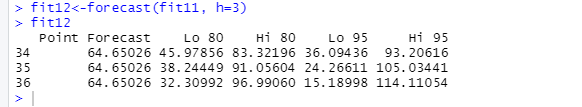 > fit12<-forecast(fit11, h=3)
> fit12
   Point Forecast    Lo 80    Hi 80    Lo 95     Hi 95
34       64.65026 45.97856 83.32196 36.09436  93.20616
35       64.65026 38.24449 91.05604 24.26611 105.03441
36       64.65026 32.30992 96.99060 15.18998 114.11054
>